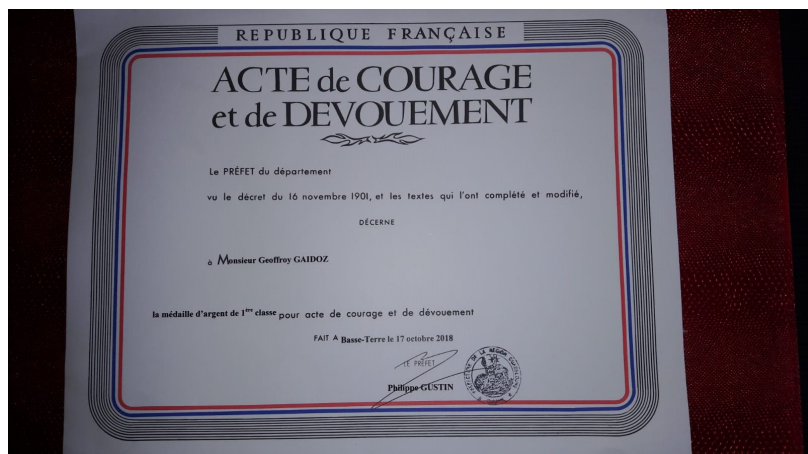 REPUBLIQUE FRANÇAISE
ACTE de COURAGE
et de DEVOUEMENT
Le PRÉFET du département
vu le décret du 16 novembre 1901, et les textes qui l'ont complété et modifié,
DÉCERNE
à Monsieur Geoffroy GAIDOZ
la médaille d'argent de 1ère classe pour acte de courage et de dévouement
FAIT A Basse-Terre le 17 octobre 2018
LE PRÉFET
Philippe GUSTIN